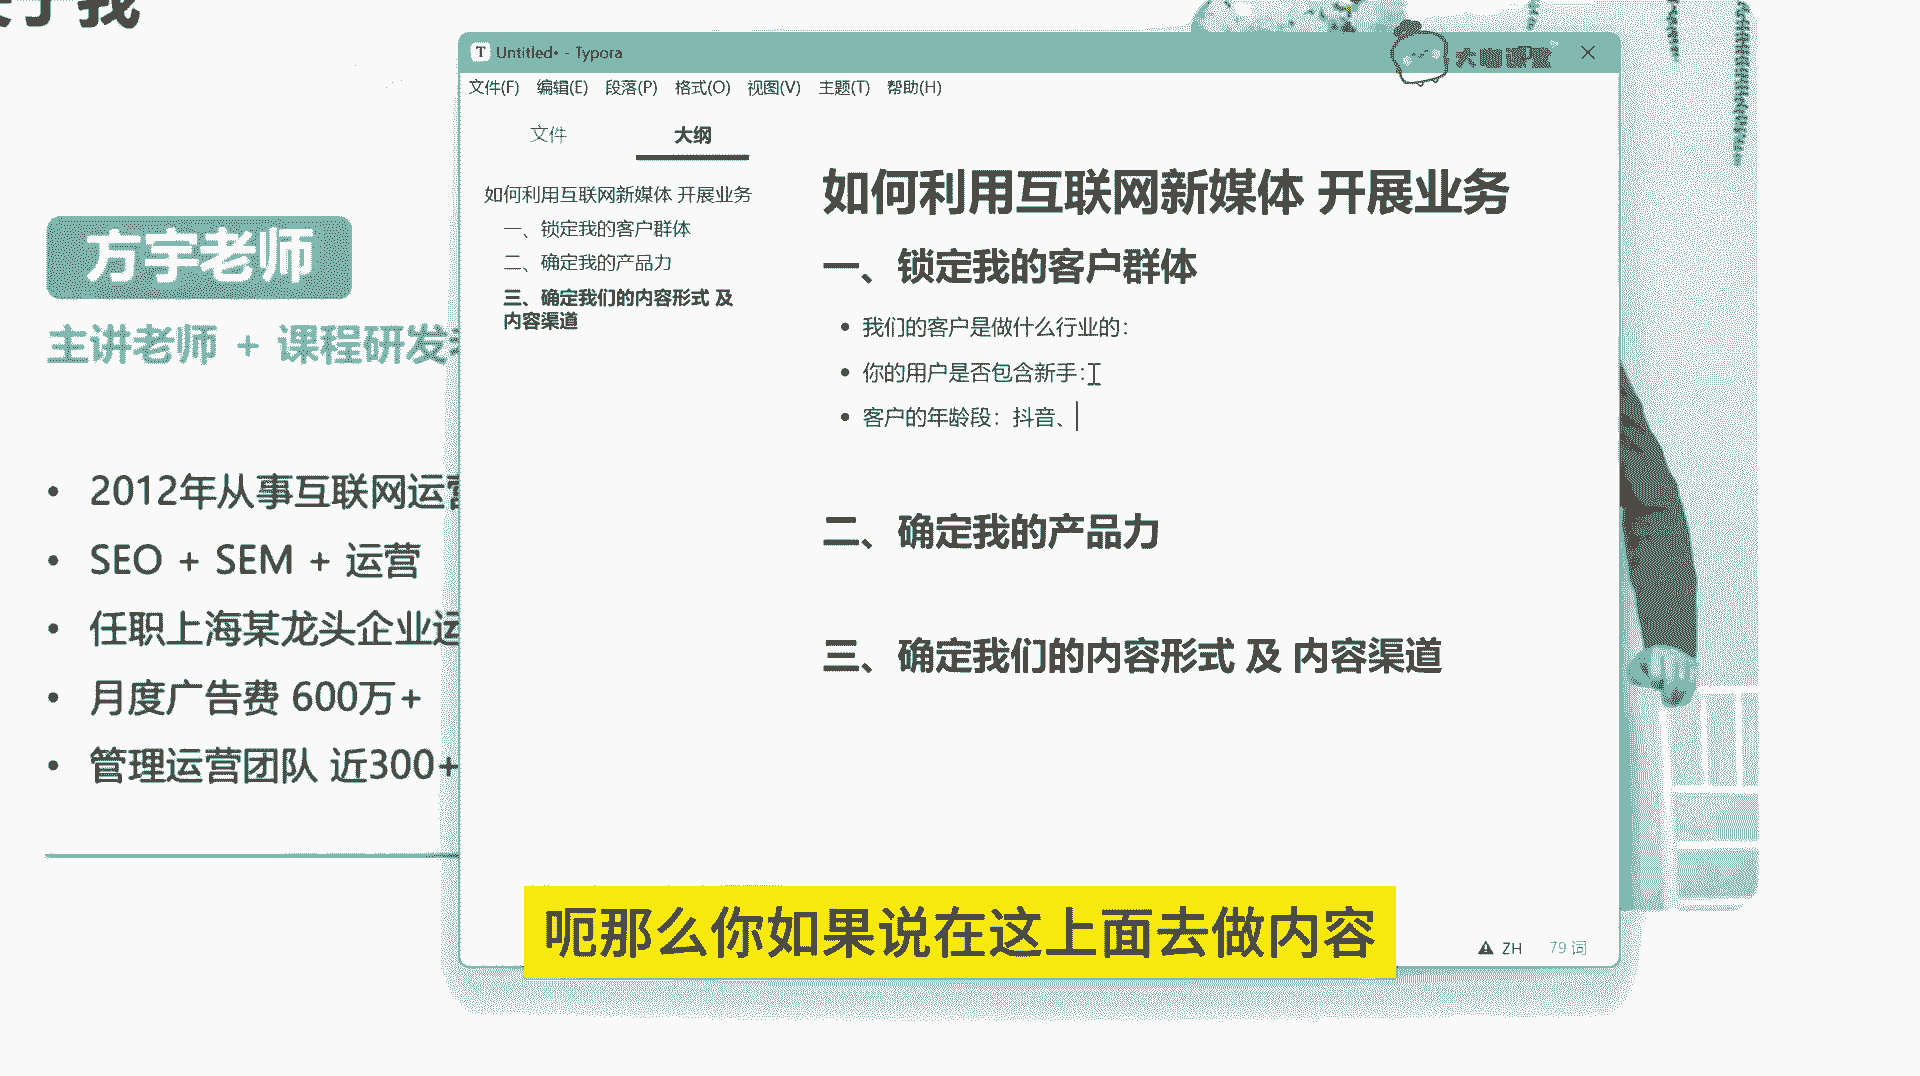 于我
方宇老师
主讲老师 + 课程研发
2012年从事互联网运营
SEO + SEM + 运营
任职上海某龙头企业运
月度广告费 600万+
管理运营团队 近300+
Untitled• - Typora
大咖课堂
文件(F) 编辑(E) 段落(P) 格式(O) 视图(V) 主题(T) 帮助(H)
文件 大纲
如何利用互联网新媒体 开展业务
一、锁定我的客户群体
二、确定我的产品力
三、确定我们的内容形式 及
内容渠道
如何利用互联网新媒体 开展业务
一、锁定我的客户群体
我们的客户是做什么行业的：
你的用户是否包含新手：
客户的年龄段：抖音、
二、确定我的产品力
三、确定我们的内容形式 及 内容渠道
ZH 79 词
呃那么你如果说在这上面去做内容